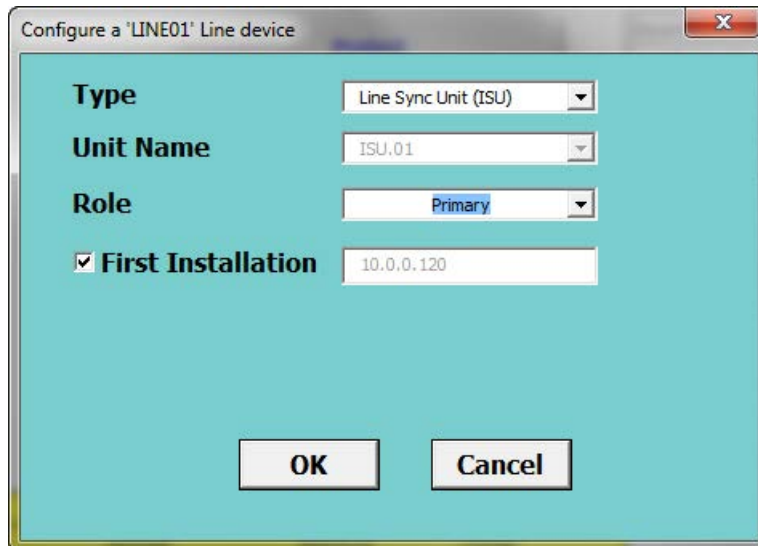 Configure a 'LINE01' Line device
Type
Line Sync Unit (ISU)
Unit Name
ISU.01
Role
Primary
First Installation
10.0.0.120
OK
Cancel